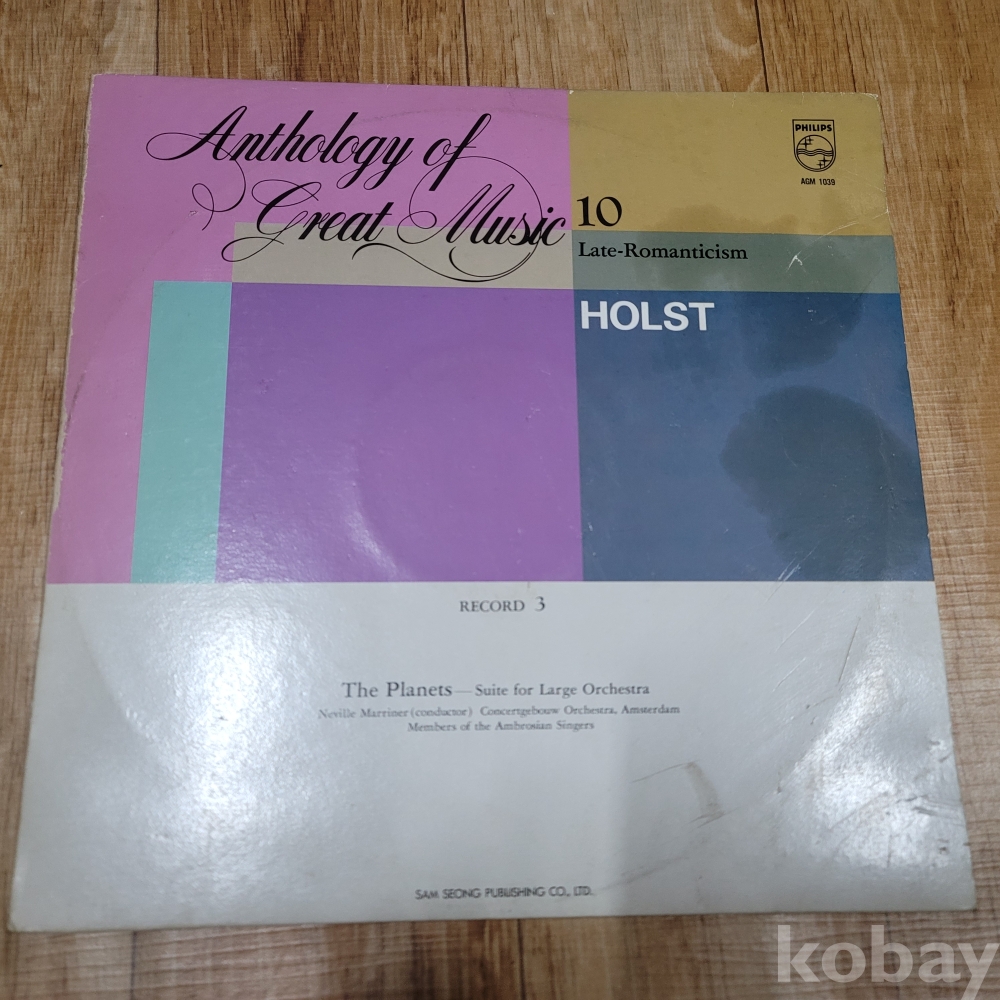 Anthology of
Great Music
PHILIPS
AGM 1039
10
Late-Romanticism
HOLST
RECORD 3
The Planets—Suite for Large Orchestra
Neville Marriner (conductor) Concertgebouw Orchestra, Amsterdam
Members of the Ambrosian Singers
SAM SEONG PUBLISHING CO., LTD.
kobay